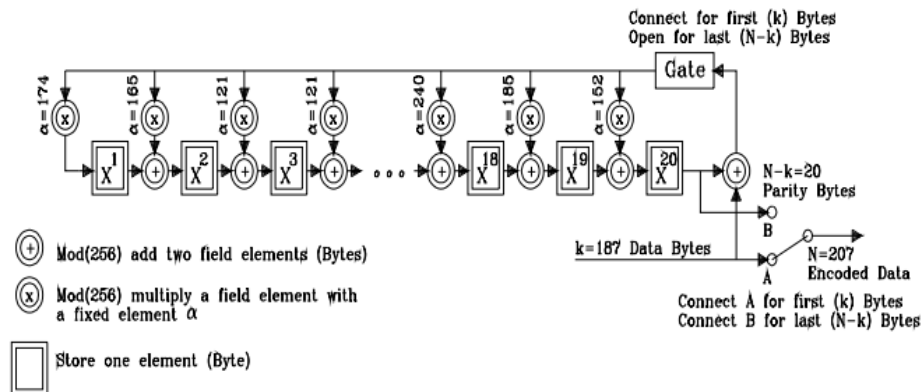 Connect for first (k) Bytes
Open for last (N-k) Bytes
Gate
α=174
α=165
α=121
α=121
α=240
α=185
α=152
x x x x x x x
X1 + X2 + X3 + ... + X18 + X19 + X20 +
N-k=20
Parity Bytes
B
k=187 Data Bytes
A
N=207
Encoded Data
Connect A for first (k) Bytes
Connect B for last (N-k) Bytes
+ Mod(256) add two field elements (Bytes)
x Mod(256) multiply a field element with
a fixed element α
Store one element (Byte)